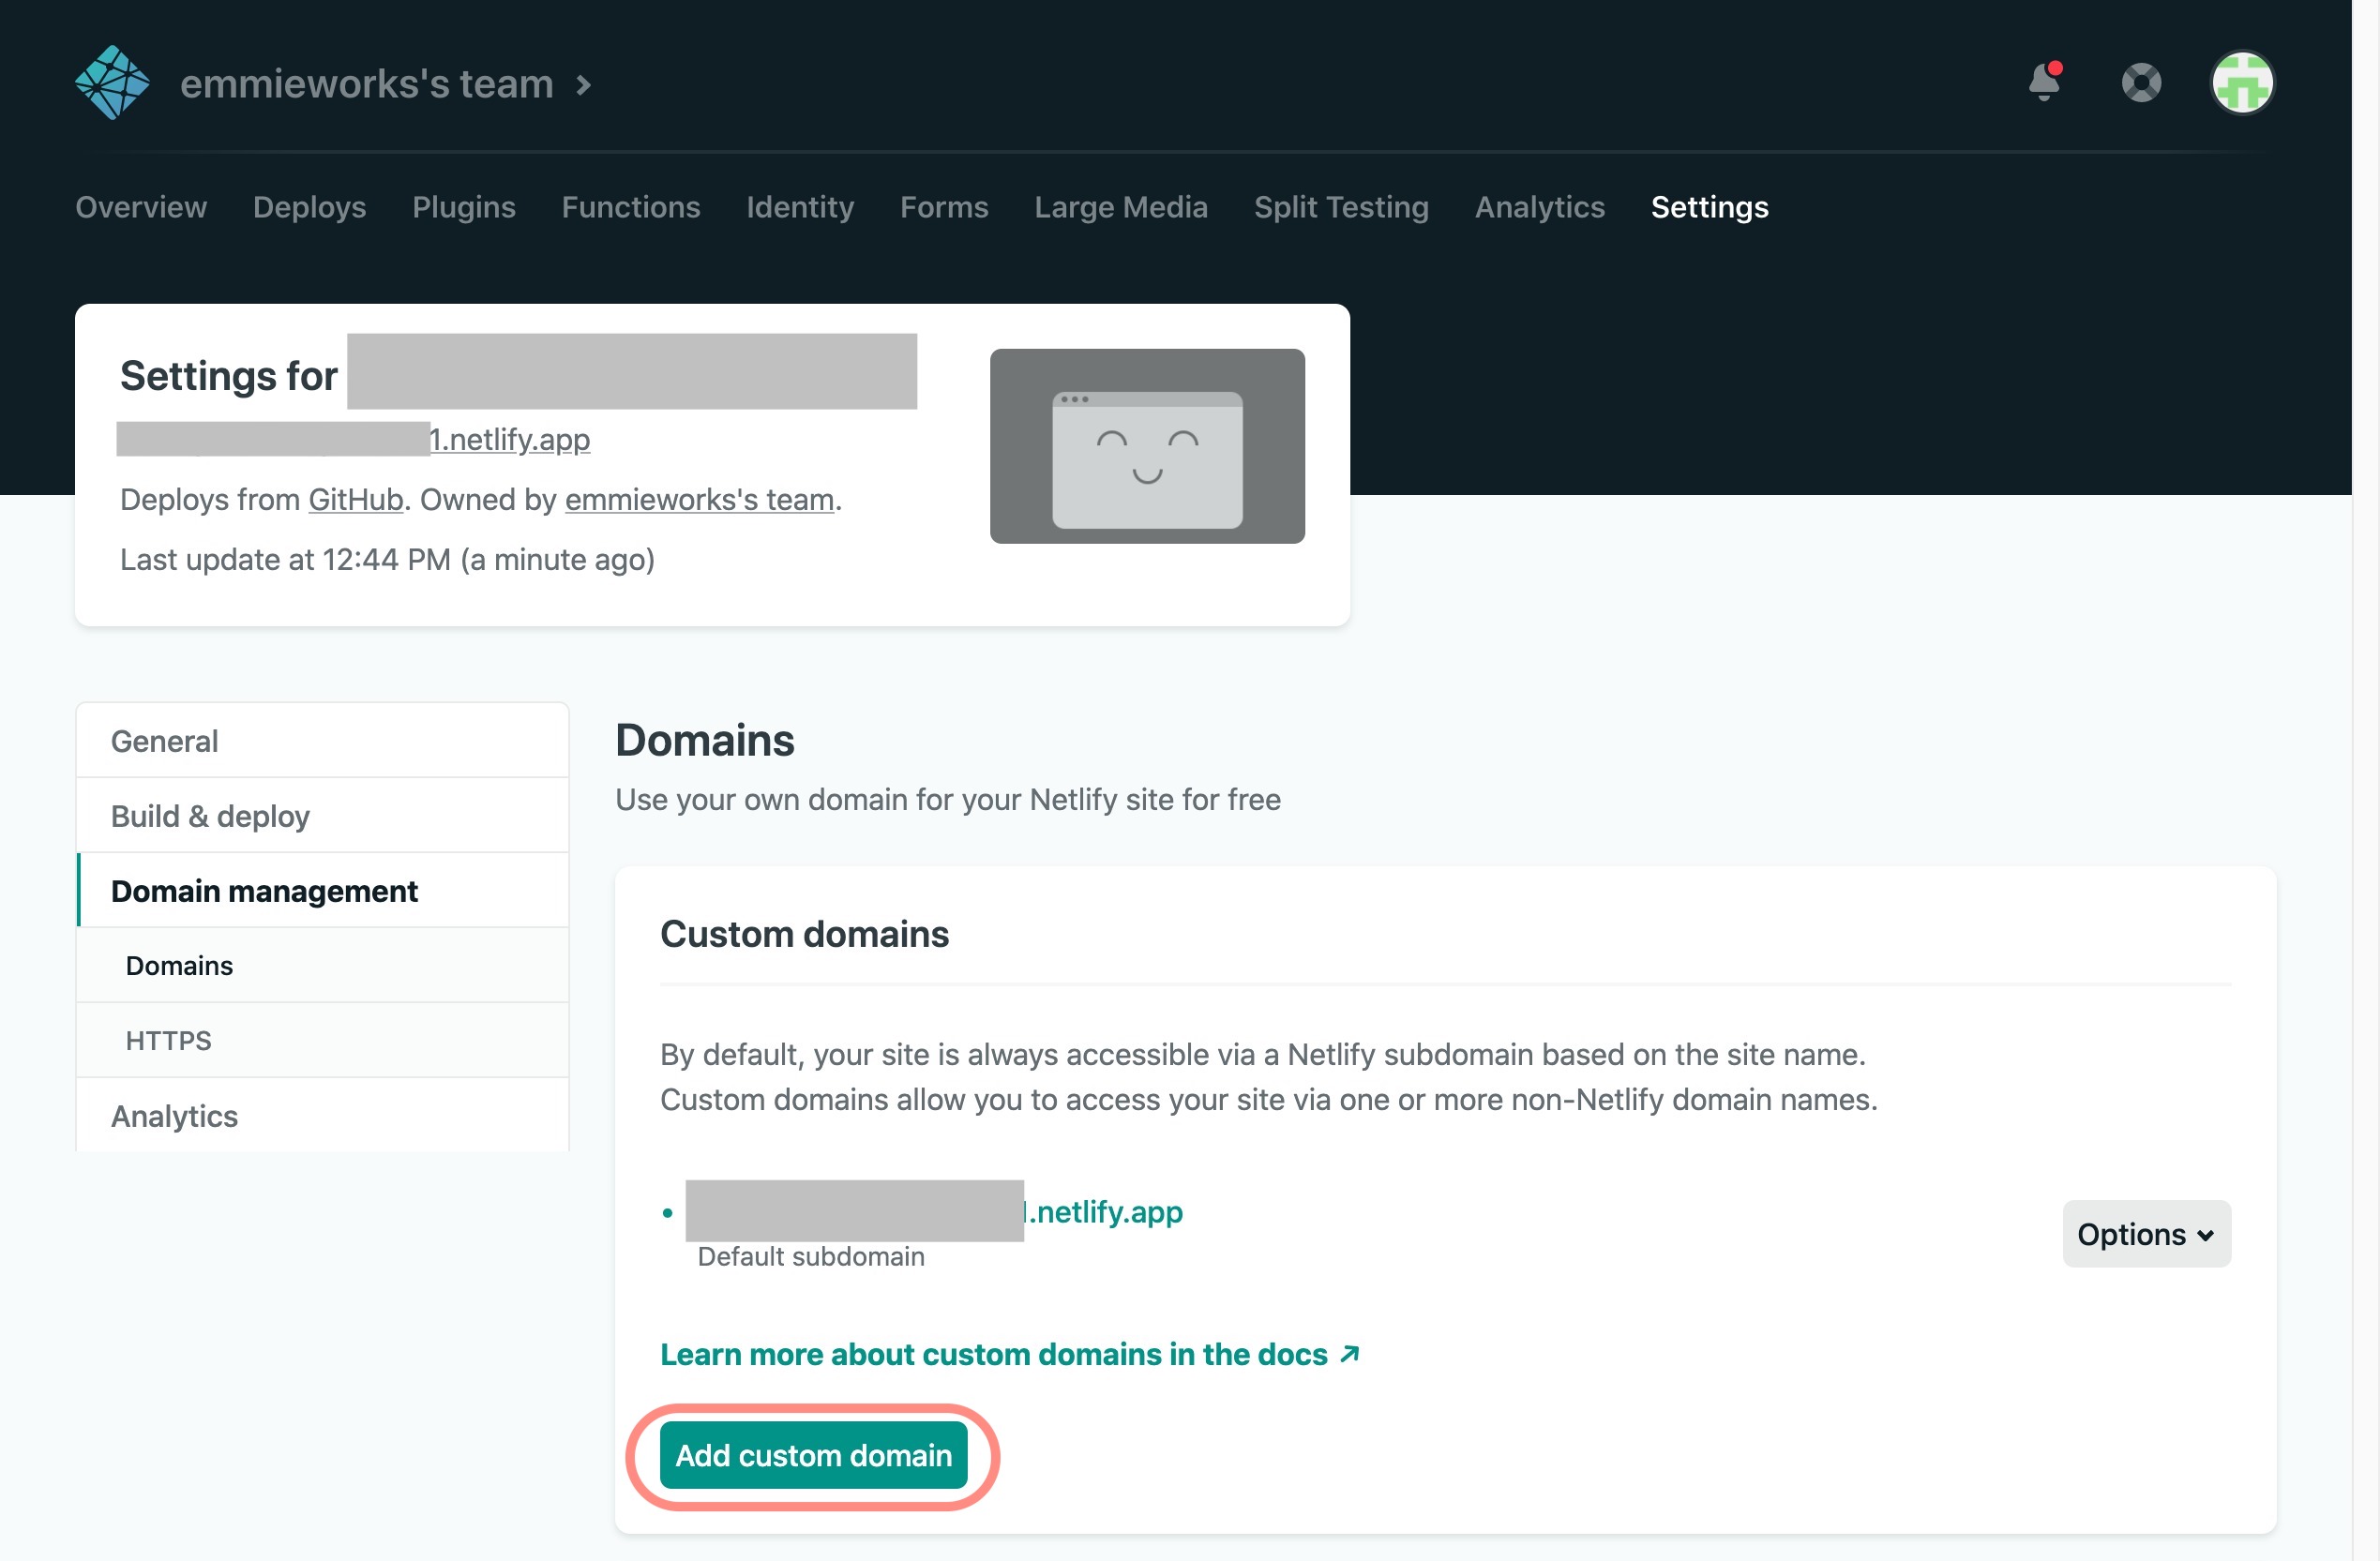 emmieworks's team
Overview Deploys Plugins Functions Identity Forms Large Media Split Testing Analytics Settings
Settings for
1.netlify.app
Deploys from GitHub. Owned by emmieworks's team.
Last update at 12:44 PM (a minute ago)
General
Build & deploy
Domain management
Domains
HTTPS
Analytics
Domains
Use your own domain for your Netlify site for free
Custom domains
By default, your site is always accessible via a Netlify subdomain based on the site name.
Custom domains allow you to access your site via one or more non-Netlify domain names.
.netlify.app
Default subdomain
Options
Learn more about custom domains in the docs ↗
Add custom domain